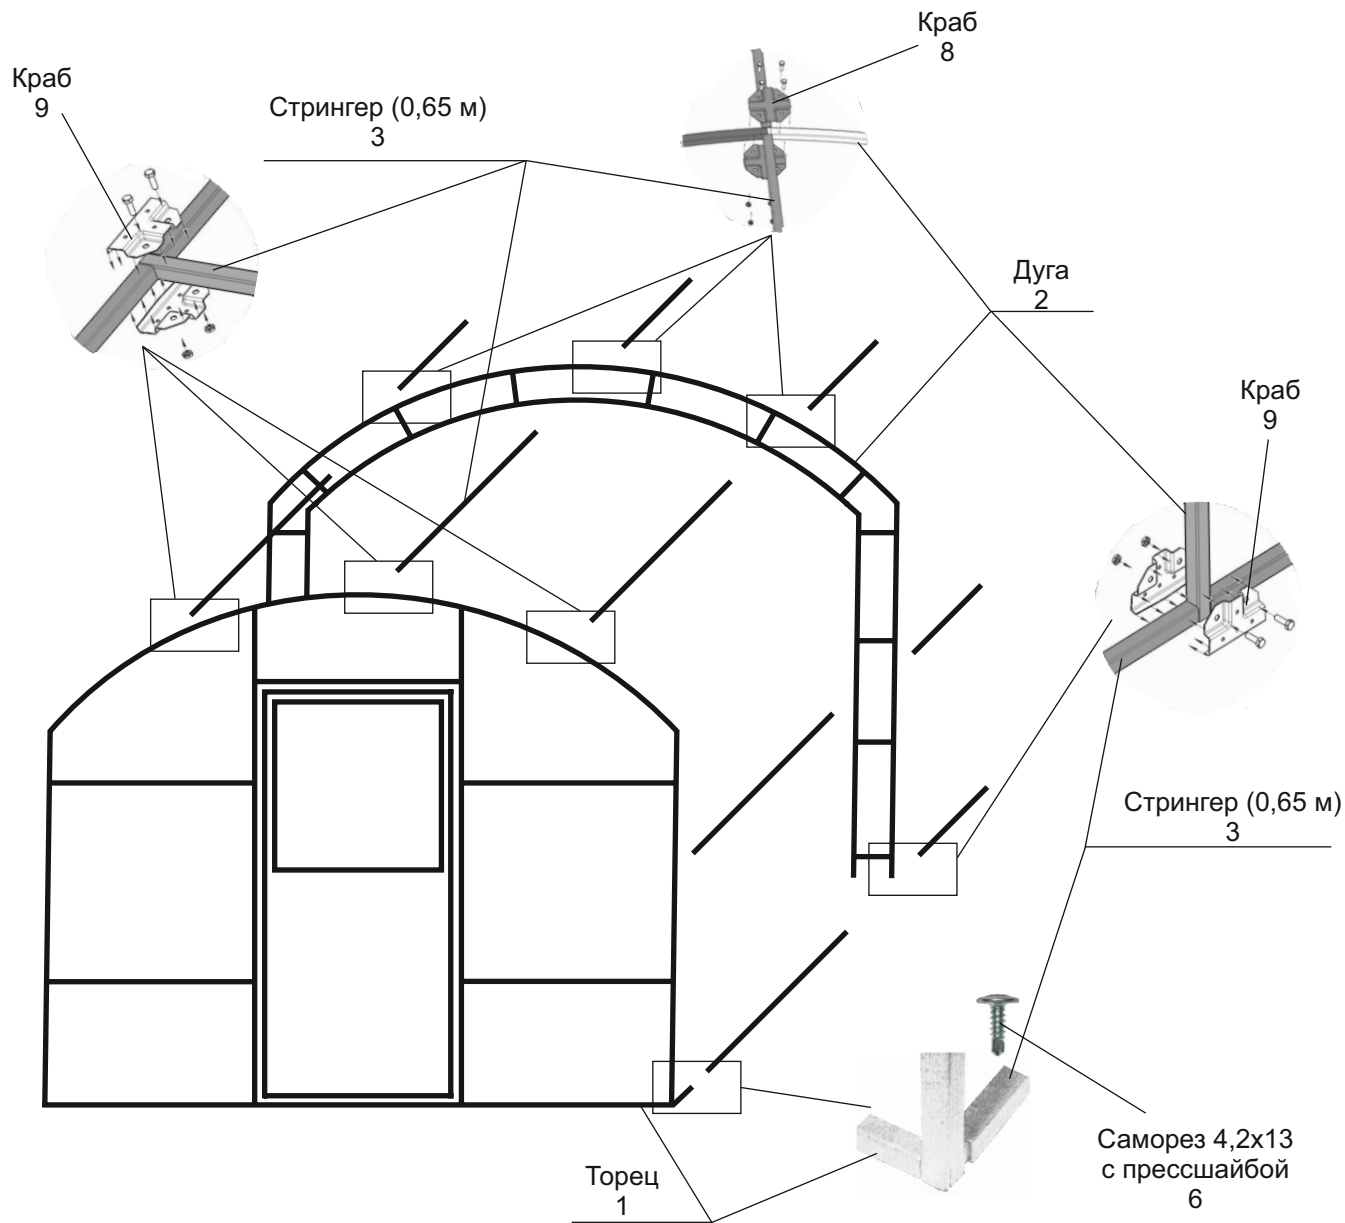 Краб
8
Краб
9
Стрингер (0,65 м)
3
Дуга
2
Краб
9
Стрингер (0,65 м)
3
Саморез 4,2x13
с прессшайбой
6
Торец
1